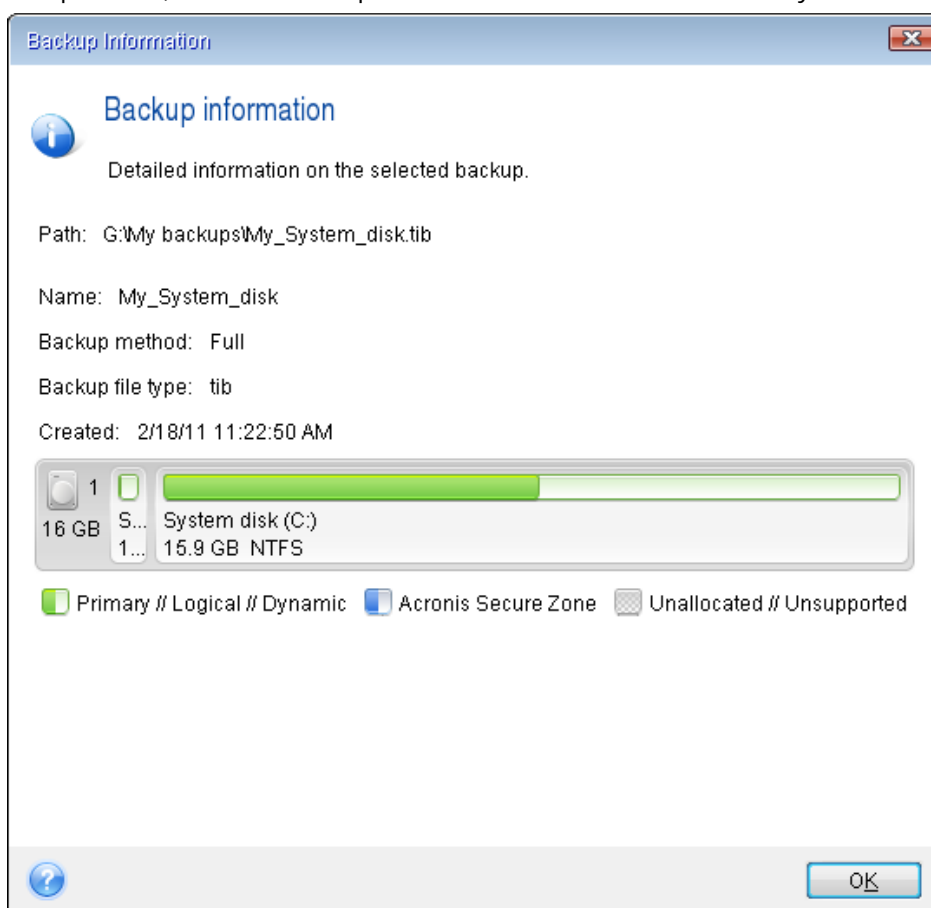 Backup Information
Backup information
Detailed information on the selected backup.
Path: G:\My backups\My_System_disk.tib
Name: My_System_disk
Backup method: Full
Backup file type: tib
Created: 2/18/11 11:22:50 AM
1
16 GB
S...
1...
System disk (C:)
15.9 GB NTFS
Primary // Logical // Dynamic Acronis Secure Zone Unallocated // Unsupported
OK